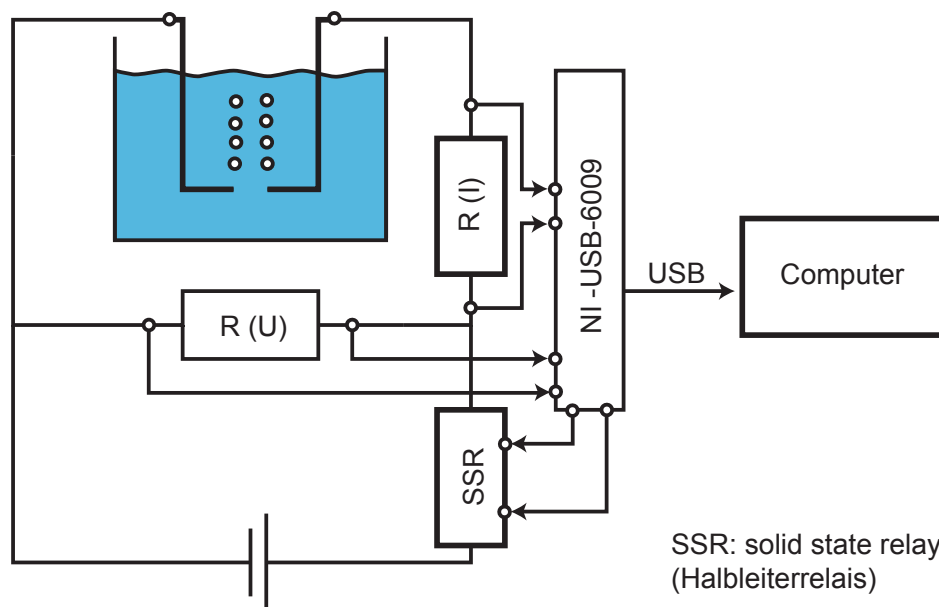 R (I)
NI -USB-6009
USB
Computer
R (U)
SSR
SSR: solid state relay
(Halbleiterrelais)